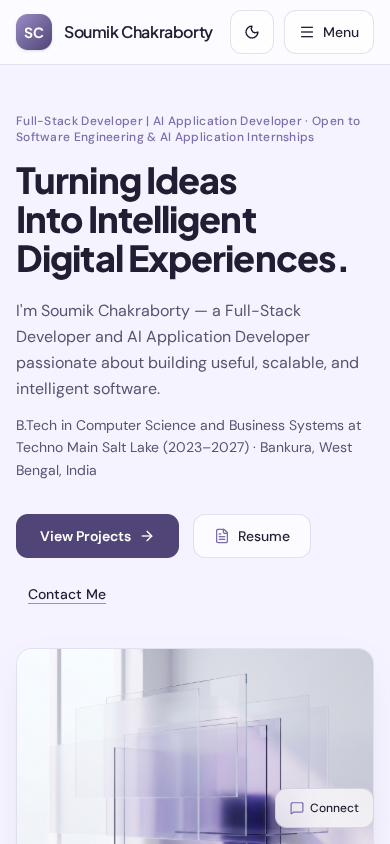 SC
Soumik Chakraborty
Menu
Full-Stack Developer | AI Application Developer · Open to
Software Engineering & AI Application Internships
Turning Ideas
Into Intelligent
Digital Experiences.
I'm Soumik Chakraborty — a Full-Stack
Developer and AI Application Developer
passionate about building useful, scalable, and
intelligent software.
B.Tech in Computer Science and Business Systems at
Techno Main Salt Lake (2023–2027) · Bankura, West
Bengal, India
View Projects
Resume
Contact Me
Connect